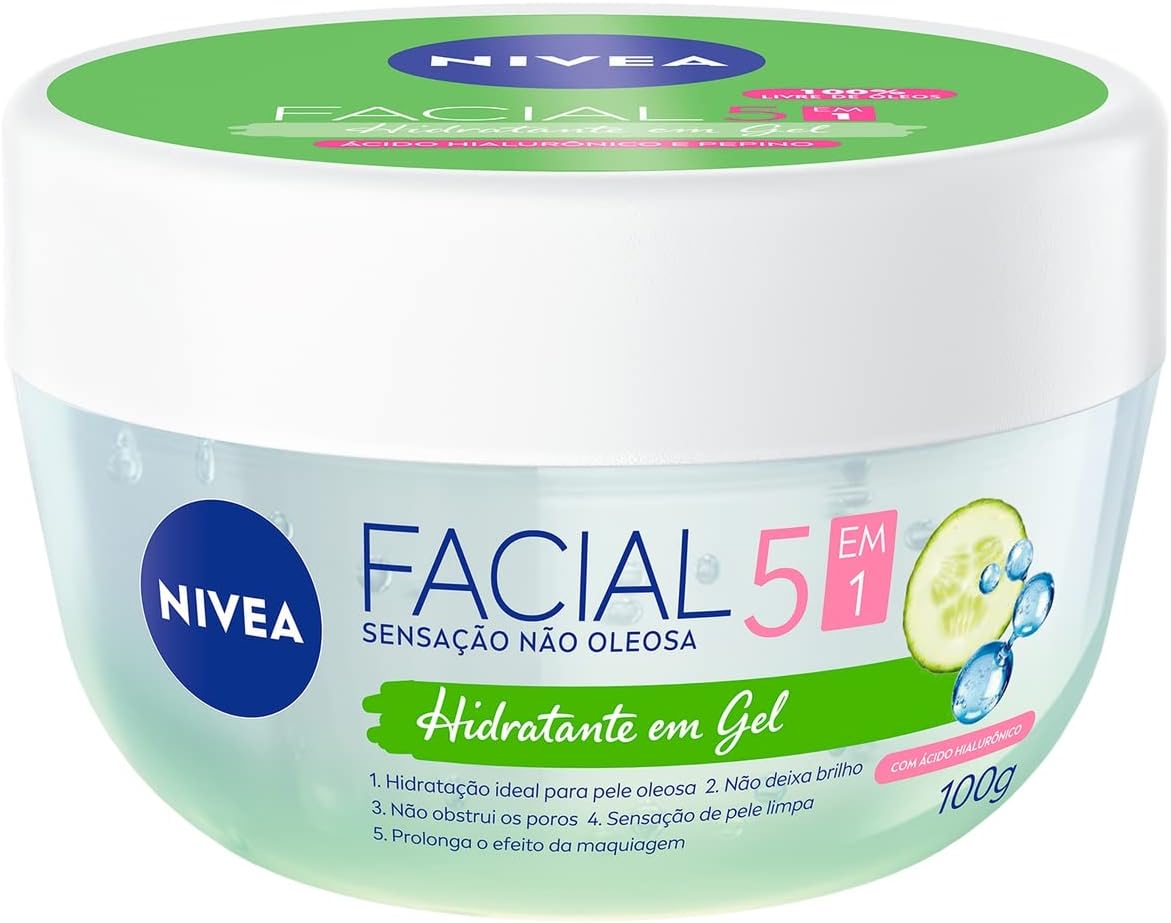 NIVEA
100%
LIVRE DE ÓLEOS
FACIAL 5 EM 1
Hidratante em Gel
ÁCIDO HIALURÔNICO E PEPINO
NIVEA
FACIAL 5 EM 1
SENSAÇÃO NÃO OLEOSA
Hidratante em Gel
COM ÁCIDO HIALURÔNICO
1. Hidratação ideal para pele oleosa 2. Não deixa brilho
3. Não obstrui os poros 4. Sensação de pele limpa
5. Prolonga o efeito da maquiagem
100g